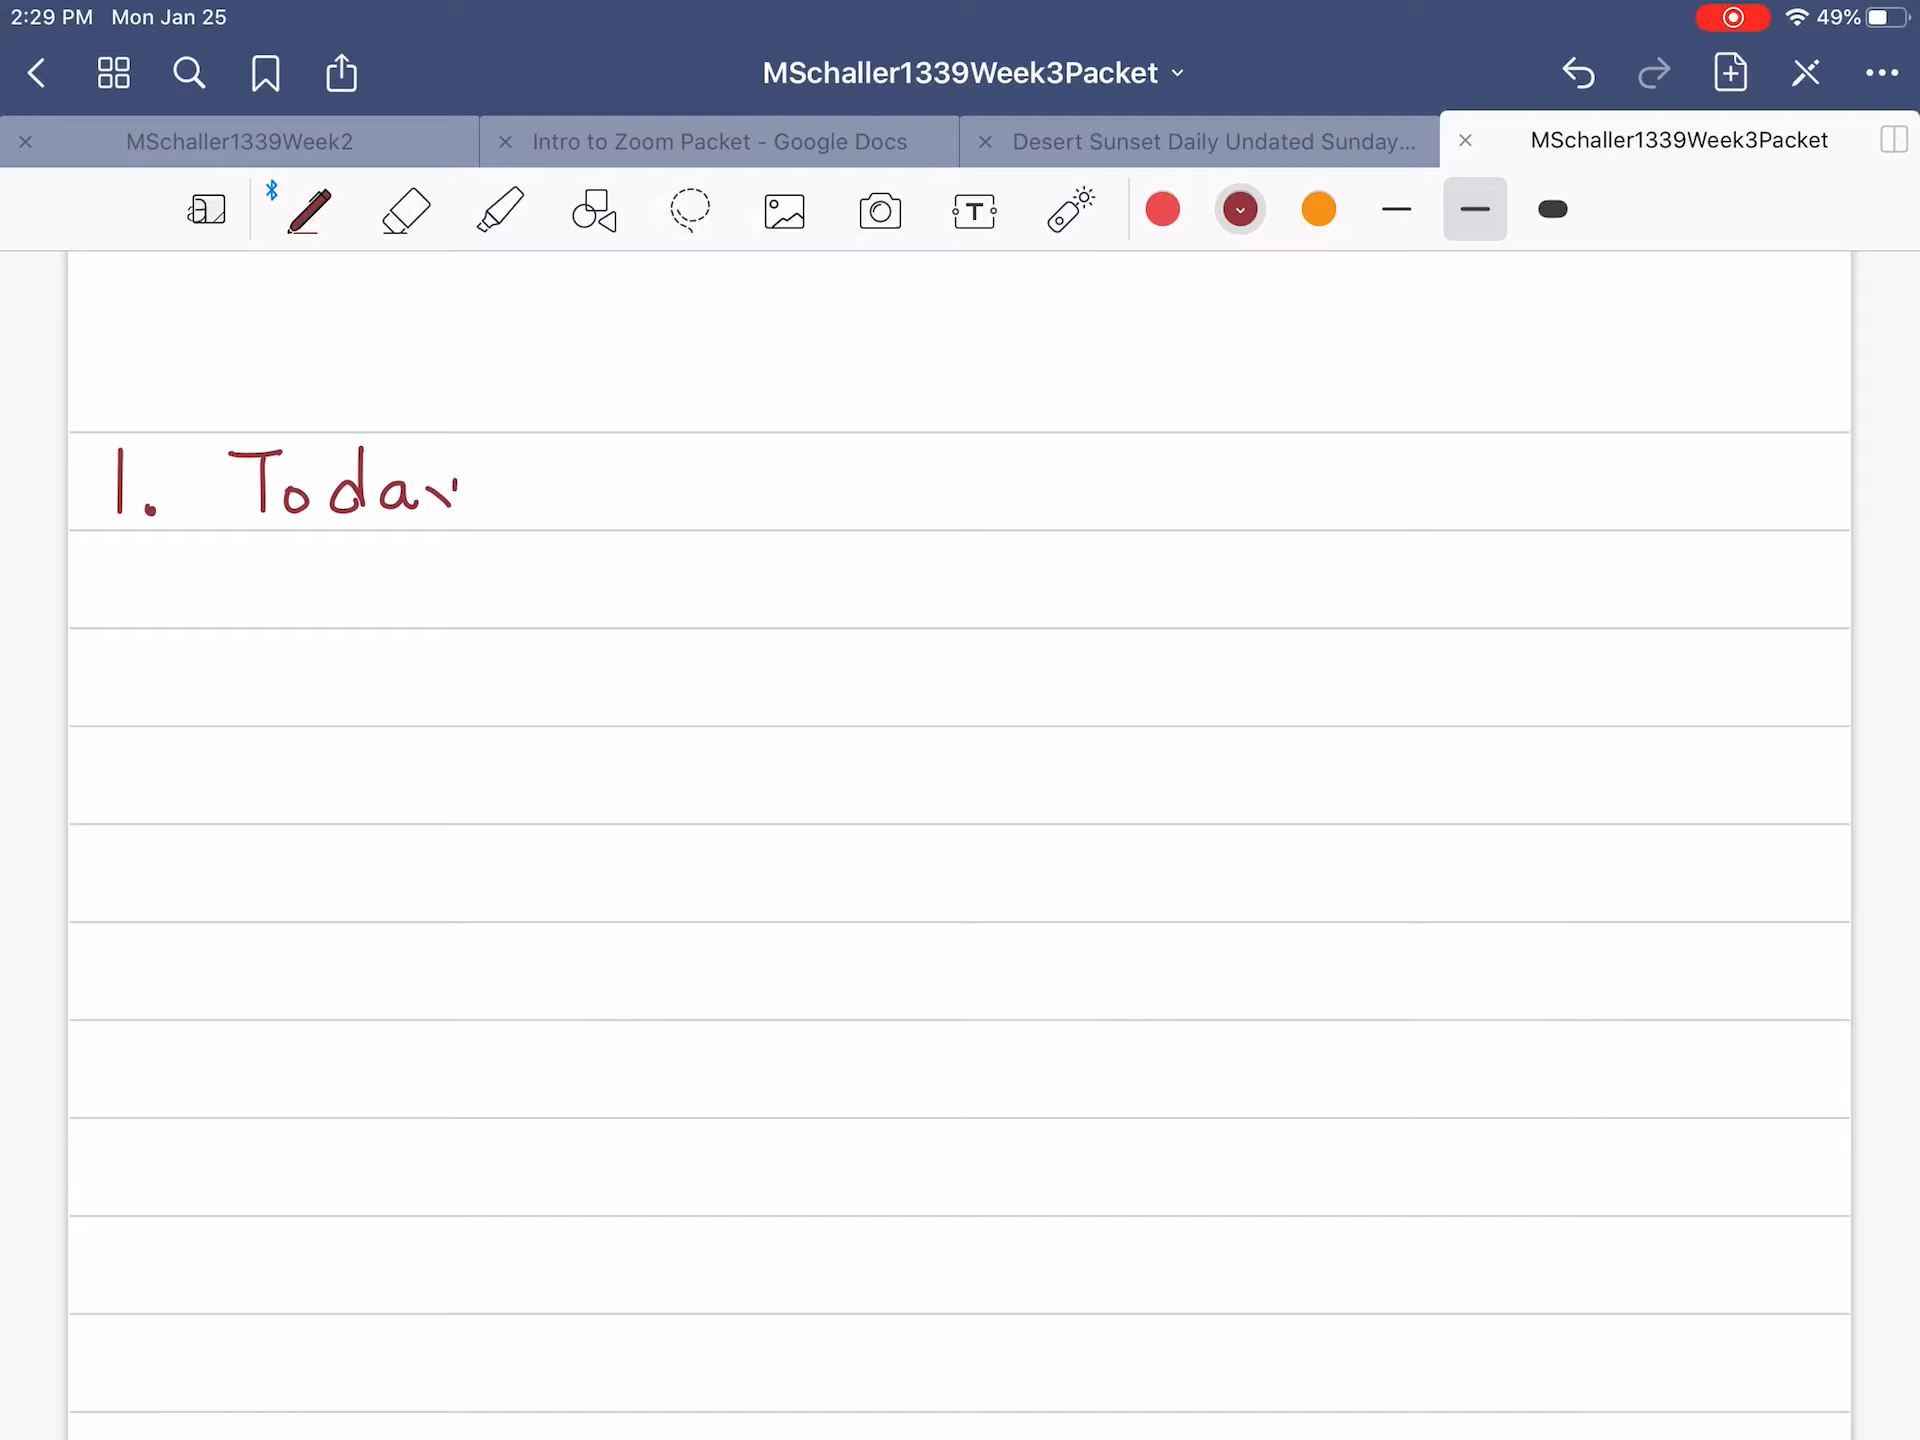 2:29 PM Mon Jan 25 49%
MSchaller1339Week3Packet
MSchaller1339Week2 Intro to Zoom Packet - Google Docs Desert Sunset Daily Undated Sunday... MSchaller1339Week3Packet
1. Today